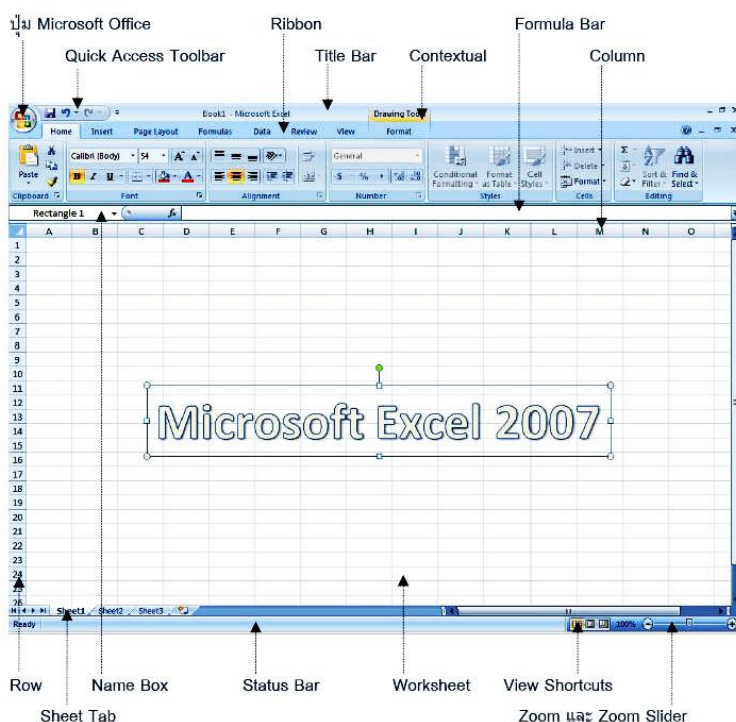 ปุ่ม Microsoft Office Ribbon Formula Bar
Quick Access Toolbar Title Bar Contextual Column
Book1 - Microsoft Excel Drawing Tools
Home Insert Page Layout Formulas Data Review View Format
Calibri (Body) 54 A A General Insert Σ
Paste B I U A $ % , Conditional Formatting Format as Table Cell Styles Delete Format Sort & Filter Find & Select
Clipboard Font Alignment Number Styles Cells Editing
Rectangle 1 fx
A B C D E F G H I J K L M N O
1
2
3
4
5
6
7
8
9
10
11
12
13
14
15
16
17
18
19
20
21
22
23
24
25
26
Microsoft Excel 2007
Sheet1 Sheet2 Sheet3
Ready 100%
Row Name Box Status Bar Worksheet View Shortcuts
Sheet Tab Zoom และ Zoom Slider